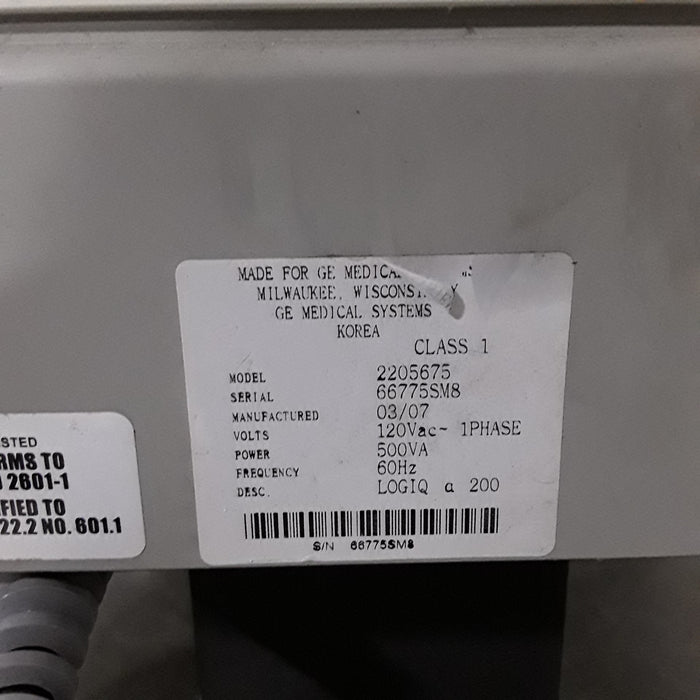 MADE FOR GE MEDICA
MILWAUKEE, WISCONS Y
GE MEDICAL SYSTEMS
KOREA
CLASS 1
MODEL 2205675
SERIAL 66775SM8
MANUFACTURED 03/07
VOLTS 120Vac~ 1PHASE
POWER 500VA
FREQUENCY 60Hz
DESC. LOGIQ α 200
S/N 66775SM8
STED
RMS TO
2601-1
FIED TO
22.2 NO. 601.1